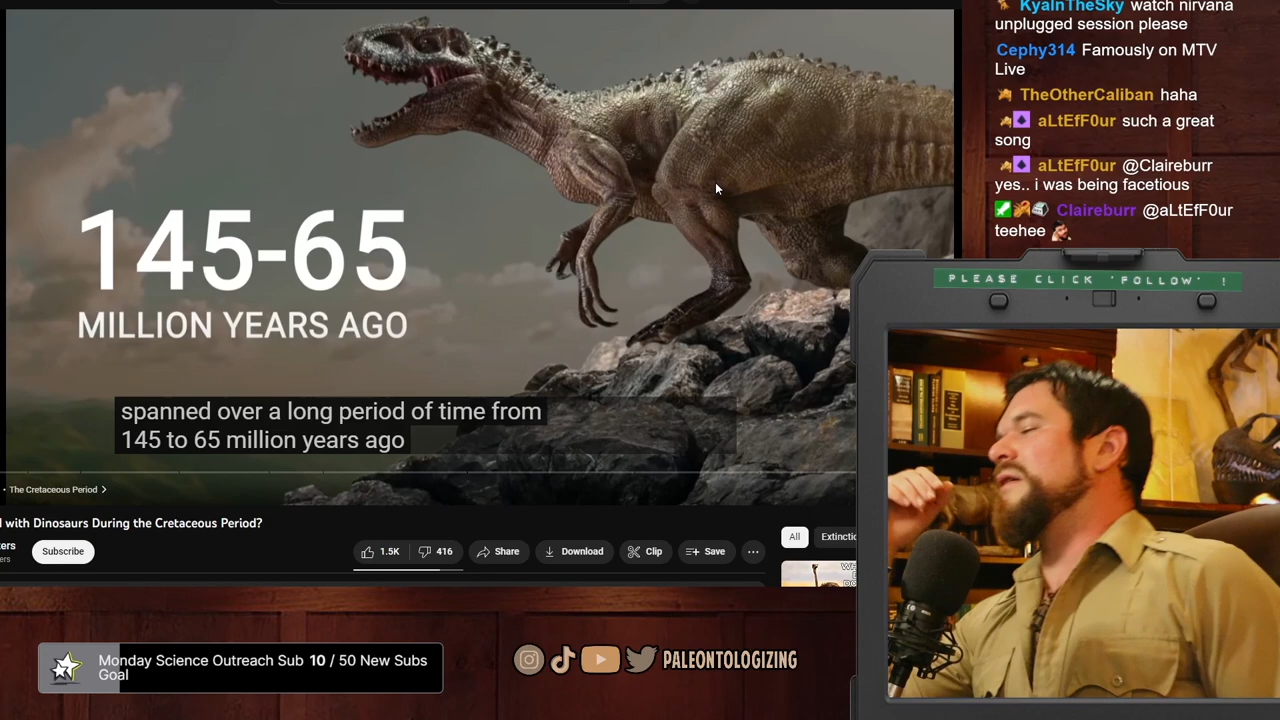 KyaInTheSky watch nirvana
unplugged session please
Cephy314 Famously on MTV
Live
TheOtherCaliban haha
aLtEfF0ur such a great
song
aLtEfF0ur @Claireburr
yes.. i was being facetious
Claireburr @aLtEfF0ur
teehee
145-65
MILLION YEARS AGO
spanned over a long period of time from
145 to 65 million years ago
• The Cretaceous Period >
PLEASE CLICK 'FOLLOW' !
with Dinosaurs During the Cretaceous Period?
Subscribe
1.5K
416
Share
Download
Clip
Save
...
All
Monday Science Outreach Sub 10 / 50 New Subs
Goal
PALEONTOLOGIZING